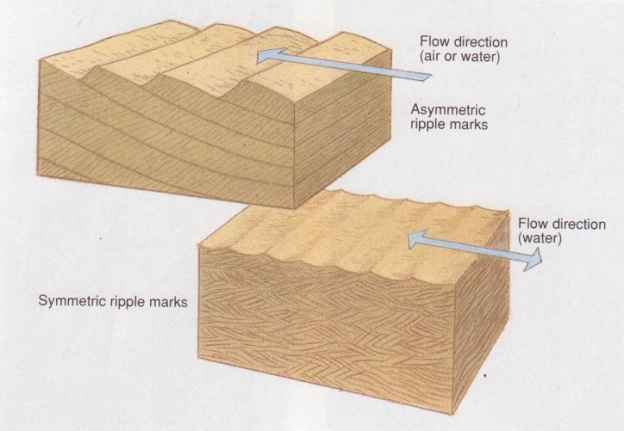 Flow direction
(air or water)
Asymmetric
ripple marks
Flow direction
(water)
Symmetric ripple marks